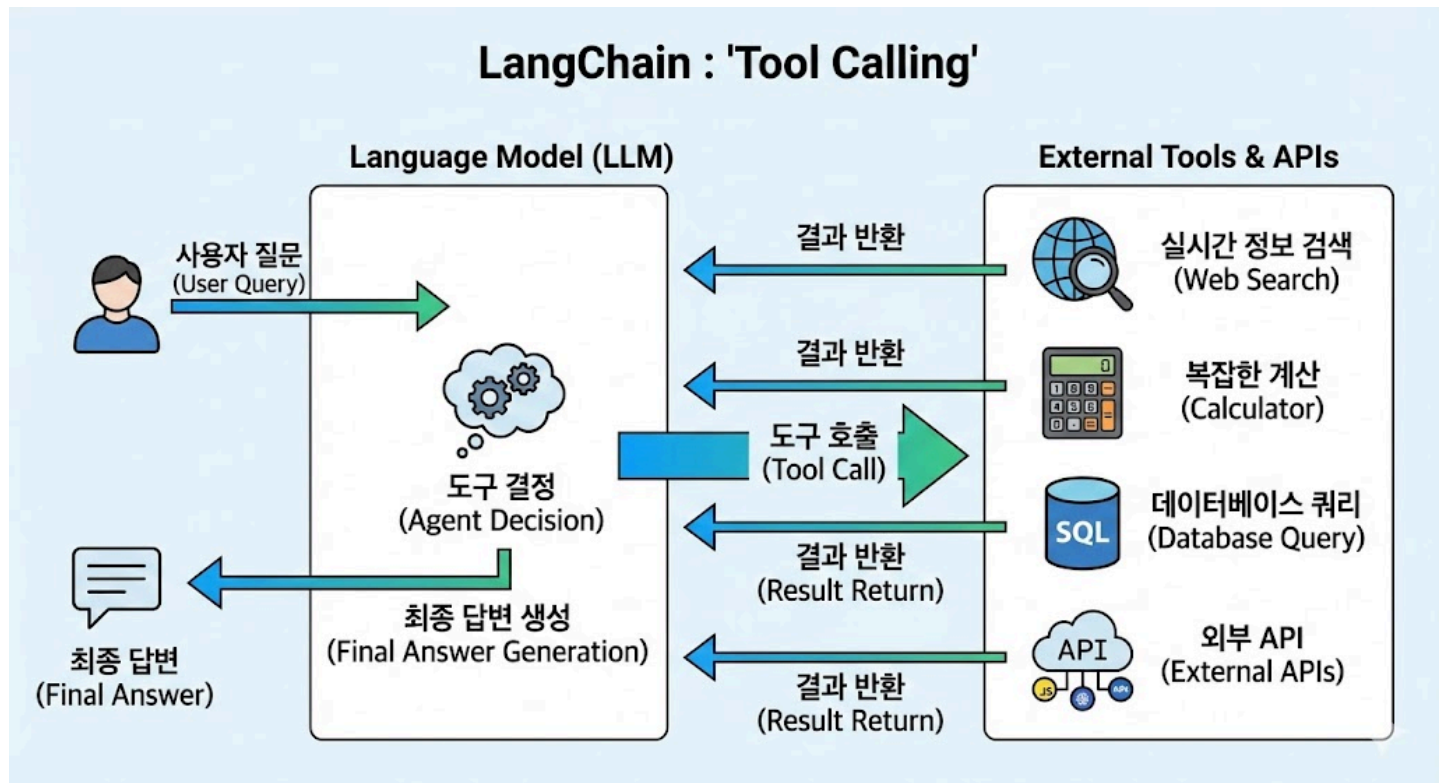 LangChain : 'Tool Calling'
Language Model (LLM)
External Tools & APIs
사용자 질문
(User Query)
도구 결정
(Agent Decision)
최종 답변 생성
(Final Answer Generation)
최종 답변
(Final Answer)
결과 반환
결과 반환
도구 호출
(Tool Call)
결과 반환
(Result Return)
결과 반환
(Result Return)
실시간 정보 검색
(Web Search)
복잡한 계산
(Calculator)
SQL
데이터베이스 쿼리
(Database Query)
API
JS
외부 API
(External APIs)